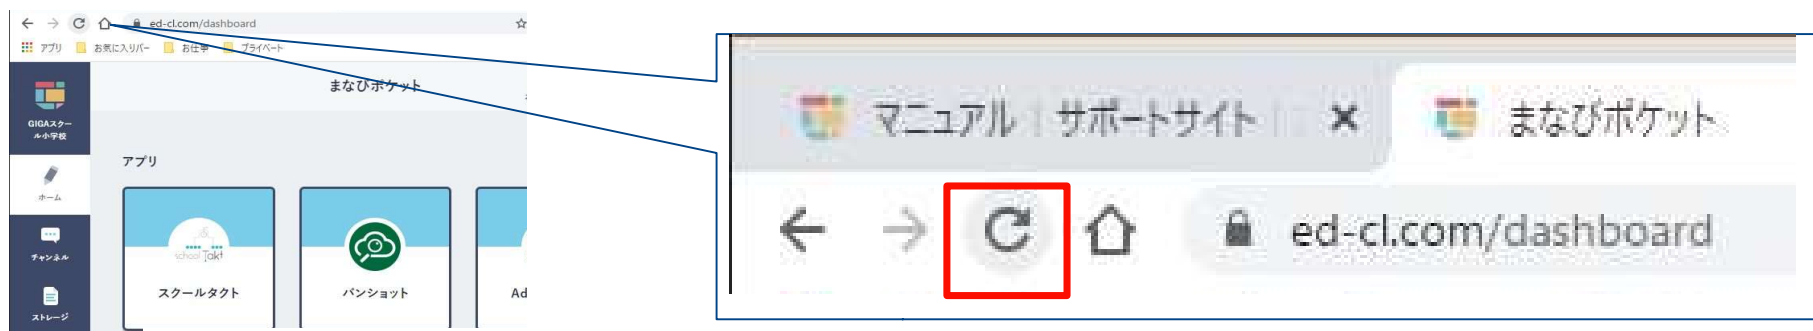 ed-cl.com/dashboard
アプリ お気に入りバー お仕事 プライベート
まなびポケット
GIGAスクー
ル小学校
アプリ
ホーム
チャンネル
school takt
スクールタクト
バンショット
Ad
ストレージ
マニュアル | サポートサイト |
まなびポケット
ed-cl.com/dashboard